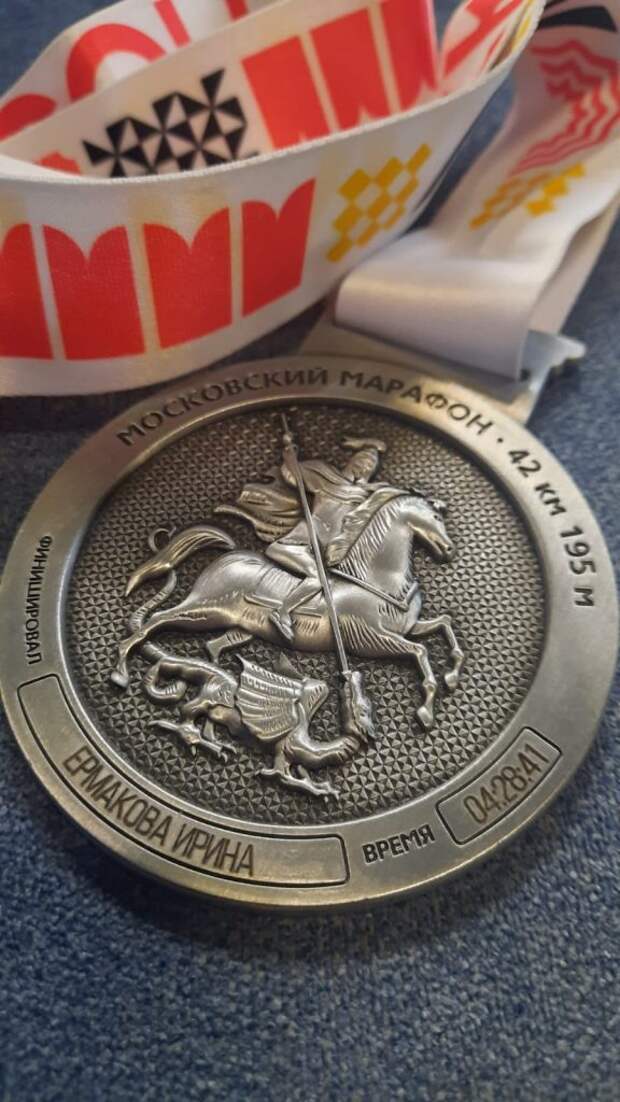 МОСКОВСКИЙ МАРАФОН · 42 КМ 195 М
ФИНИШИРОВАЛ
ЕРМАКОВА ИРИНА
ВРЕМЯ
04:28:41